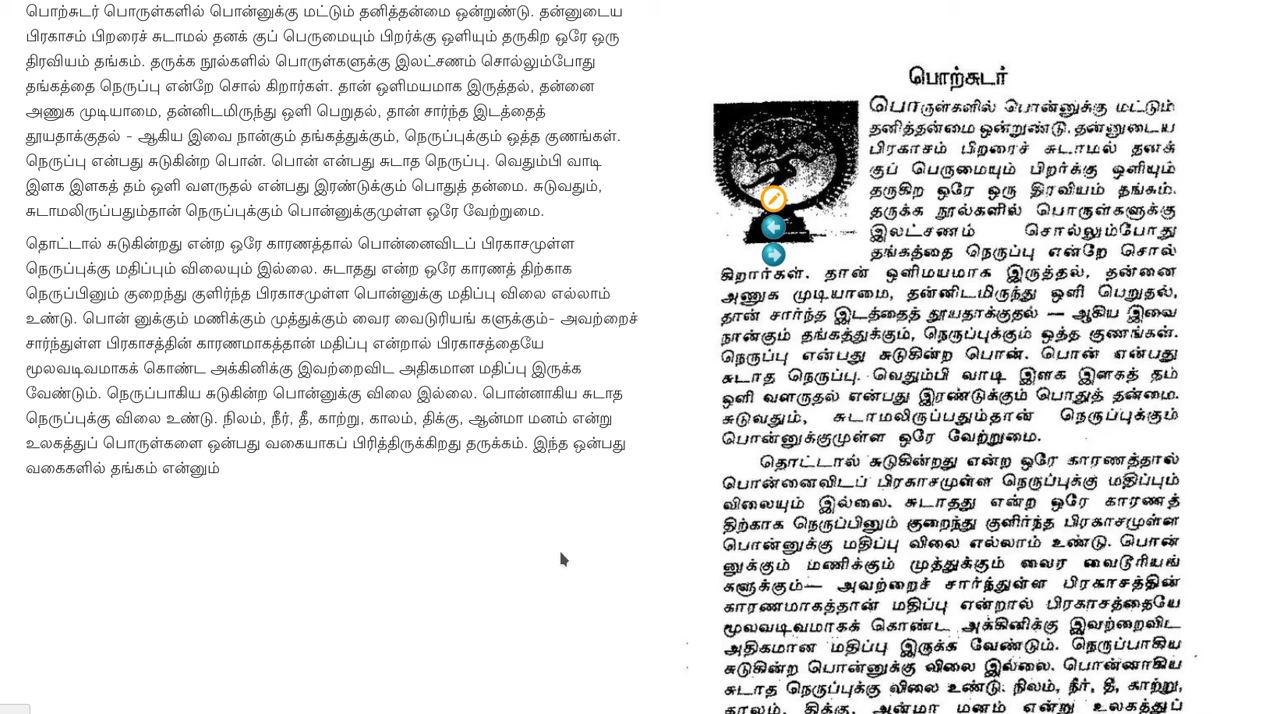 பொற்சுடர் பொருள்களில் பொன்னுக்கு மட்டும் தனித்தன்மை ஒன்றுண்டு. தன்னுடைய
பிரகாசம் பிறரைச் சுடாமல் தனக் குப் பெருமையும் பிறர்க்கு ஒளியும் தருகிற ஒரே ஒரு
திரவியம் தங்கம். தருக்க நூல்களில் பொருள்களுக்கு இலட்சணம் சொல்லும்போது
தங்கத்தை நெருப்பு என்றே சொல் கிறார்கள். தான் ஒளிமயமாக இருத்தல், தன்னை
அணுக முடியாமை, தன்னிடமிருந்து ஒளி பெறுதல், தான் சார்ந்த இடத்தைத்
தூயதாக்குதல் - ஆகிய இவை நான்கும் தங்கத்துக்கும், நெருப்புக்கும் ஒத்த குணங்கள்.
நெருப்பு என்பது சுடுகின்ற பொன். பொன் என்பது சுடாத நெருப்பு. வெதும்பி வாடி
இளக இளகத் தம் ஒளி வளருதல் என்பது இரண்டுக்கும் பொதுத் தன்மை. சுடுவதும்,
சுடாமலிருப்பதும்தான் நெருப்புக்கும் பொன்னுக்குமுள்ள ஒரே வேற்றுமை.
தொட்டால் சுடுகின்றது என்ற ஒரே காரணத்தால் பொன்னைவிடப் பிரகாசமுள்ள
நெருப்புக்கு மதிப்பும் விலையும் இல்லை. சுடாதது என்ற ஒரே காரணத் திற்காக
நெருப்பினும் குறைந்து குளிர்ந்த பிரகாசமுள்ள பொன்னுக்கு மதிப்பு விலை எல்லாம்
உண்டு. பொன் னுக்கும் மணிக்கும் முத்துக்கும் வைர வைடுரியங் களுக்கும்- அவற்றைச்
சார்ந்துள்ள பிரகாசத்தின் காரணமாகத்தான் மதிப்பு என்றால் பிரகாசத்தையே
மூலவடிவமாகக் கொண்ட அக்கினிக்கு இவற்றைவிட அதிகமான மதிப்பு இருக்க
வேண்டும். நெருப்பாகிய சுடுகின்ற பொன்னுக்கு விலை இல்லை. பொன்னாகிய சுடாத
நெருப்புக்கு விலை உண்டு. நிலம், நீர், தீ, காற்று, காலம், திக்கு, ஆன்மா மனம் என்று
உலகத்துப் பொருள்களை ஒன்பது வகையாகப் பிரித்திருக்கிறது தருக்கம். இந்த ஒன்பது
வகைகளில் தங்கம் என்னும்
பொற்சுடர்
பொருள்களில் பொன்னுக்கு மட்டும்
தனித்தன்மை ஒன்றுண்டு. தன்னுடைய
பிரகாசம் பிறரைச் சுடாமல் தனக்
குப் பெருமையும் பிறர்க்கு ஒளியும்
தருகிற ஒரே ஒரு திரவியம் தங்கம்.
தருக்க நூல்களில் பொருள்களுக்கு
இலட்சணம் சொல்லும்போது
தங்கத்தை நெருப்பு என்றே சொல்
கிறார்கள். தான் ஒளிமயமாக இருத்தல், தன்னை
அணுக முடியாமை, தன்னிடமிருந்து ஒளி பெறுதல்,
தான் சார்ந்த இடத்தைத் தூயதாக்குதல் — ஆகிய இவை
நான்கும் தங்கத்துக்கும், நெருப்புக்கும் ஒத்த குணங்கள்.
நெருப்பு என்பது சுடுகின்ற பொன். பொன் என்பது
சுடாத நெருப்பு. வெதும்பி வாடி இளக இளகத் தம்
ஒளி வளருதல் என்பது இரண்டுக்கும் பொதுத் தன்மை.
சுடுவதும், சுடாமலிருப்பதும்தான் நெருப்புக்கும்
பொன்னுக்குமுள்ள ஒரே வேற்றுமை.
தொட்டால் சுடுகின்றது என்ற ஒரே காரணத்தால்
பொன்னைவிடப் பிரகாசமுள்ள நெருப்புக்கு மதிப்பும்
விலையும் இல்லை. சுடாதது என்ற ஒரே காரணத்
திற்காக நெருப்பினும் குறைந்து குளிர்ந்த பிரகாசமுள்ள
பொன்னுக்கு மதிப்பு விலை எல்லாம் உண்டு. பொன்
னுக்கும் மணிக்கும் முத்துக்கும் வைர வைடூரியங்
களுக்கும்— அவற்றைச் சார்ந்துள்ள பிரகாசத்தின்
காரணமாகத்தான் மதிப்பு என்றால் பிரகாசத்தையே
மூலவடிவமாகக் கொண்ட அக்கினிக்கு இவற்றைவிட
அதிகமான மதிப்பு இருக்க வேண்டும். நெருப்பாகிய
சுடுகின்ற பொன்னுக்கு விலை இல்லை. பொன்னாகிய
சுடாத நெருப்புக்கு விலை உண்டு. நிலம், நீர், தீ, காற்று,
காலம், திக்கு, ஆன்மா மனம் என்று உலகத்துப்